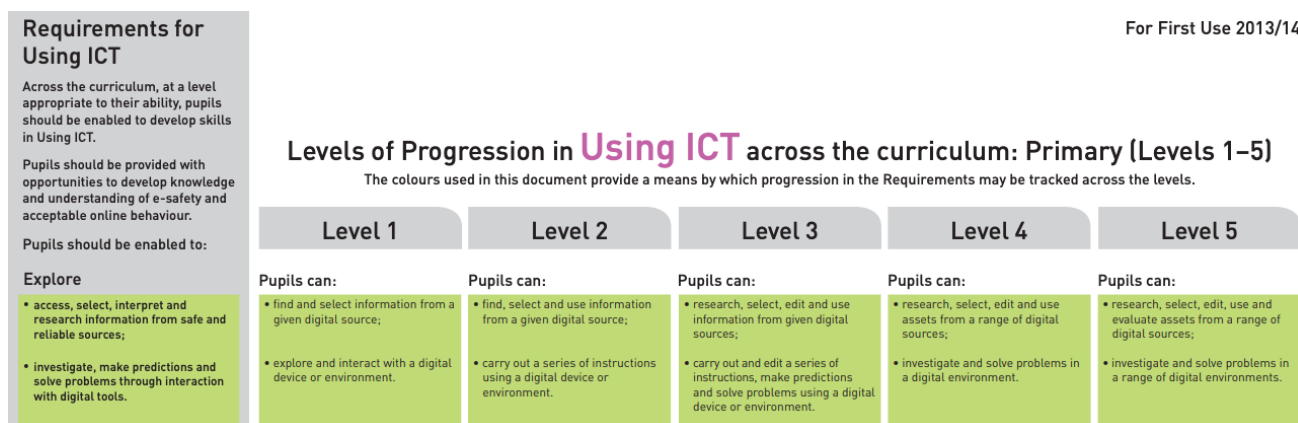 Requirements for
Using ICT
Across the curriculum, at a level
appropriate to their ability, pupils
should be enabled to develop skills
in Using ICT.
Pupils should be provided with
opportunities to develop knowledge
and understanding of e-safety and
acceptable online behaviour.
Pupils should be enabled to:
Explore
• access, select, interpret and
research information from safe and
reliable sources;
• investigate, make predictions and
solve problems through interaction
with digital tools.
For First Use 2013/14
Levels of Progression in Using ICT across the curriculum: Primary (Levels 1–5)
The colours used in this document provide a means by which progression in the Requirements may be tracked across the levels.
Level 1
Pupils can:
• find and select information from a
given digital source;
• explore and interact with a digital
device or environment.
Level 2
Pupils can:
• find, select and use information
from a given digital source;
• carry out a series of instructions
using a digital device or
environment.
Level 3
Pupils can:
• research, select, edit and use
information from given digital
sources;
• carry out and edit a series of
instructions, make predictions
and solve problems using a digital
device or environment.
Level 4
Pupils can:
• research, select, edit and use
assets from a range of digital
sources;
• investigate and solve problems in
a digital environment.
Level 5
Pupils can:
• research, select, edit, use and
evaluate assets from a range of
digital sources;
• investigate and solve problems in
a range of digital environments.